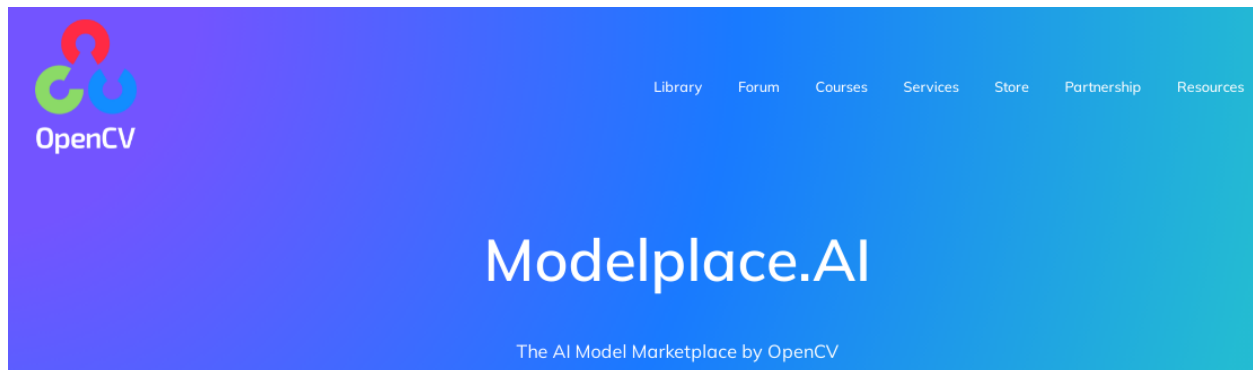 OpenCV
Library Forum Courses Services Store Partnership Resources
Modelplace.AI
The AI Model Marketplace by OpenCV